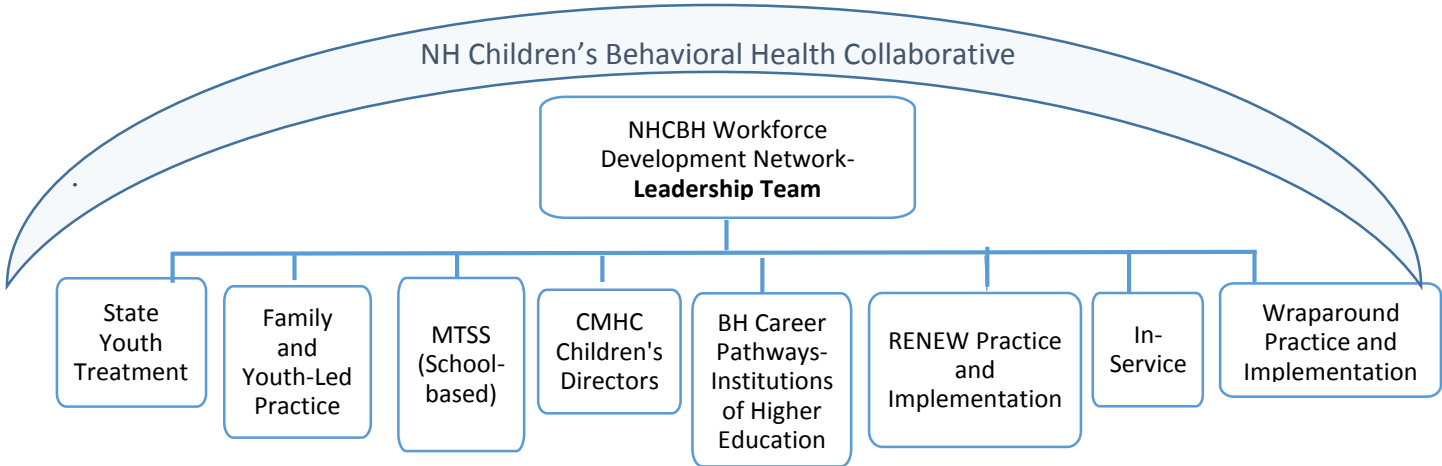 NH Children’s Behavioral Health Collaborative
NHCBH Workforce
Development Network-
Leadership Team
.
State
Youth
Treatment
Family
and
Youth-Led
Practice
MTSS
(School-
based)
CMHC
Children's
Directors
BH Career
Pathways-
Institutions
of Higher
Education
RENEW Practice
and
Implementation
In-
Service
Wraparound
Practice and
Implementation